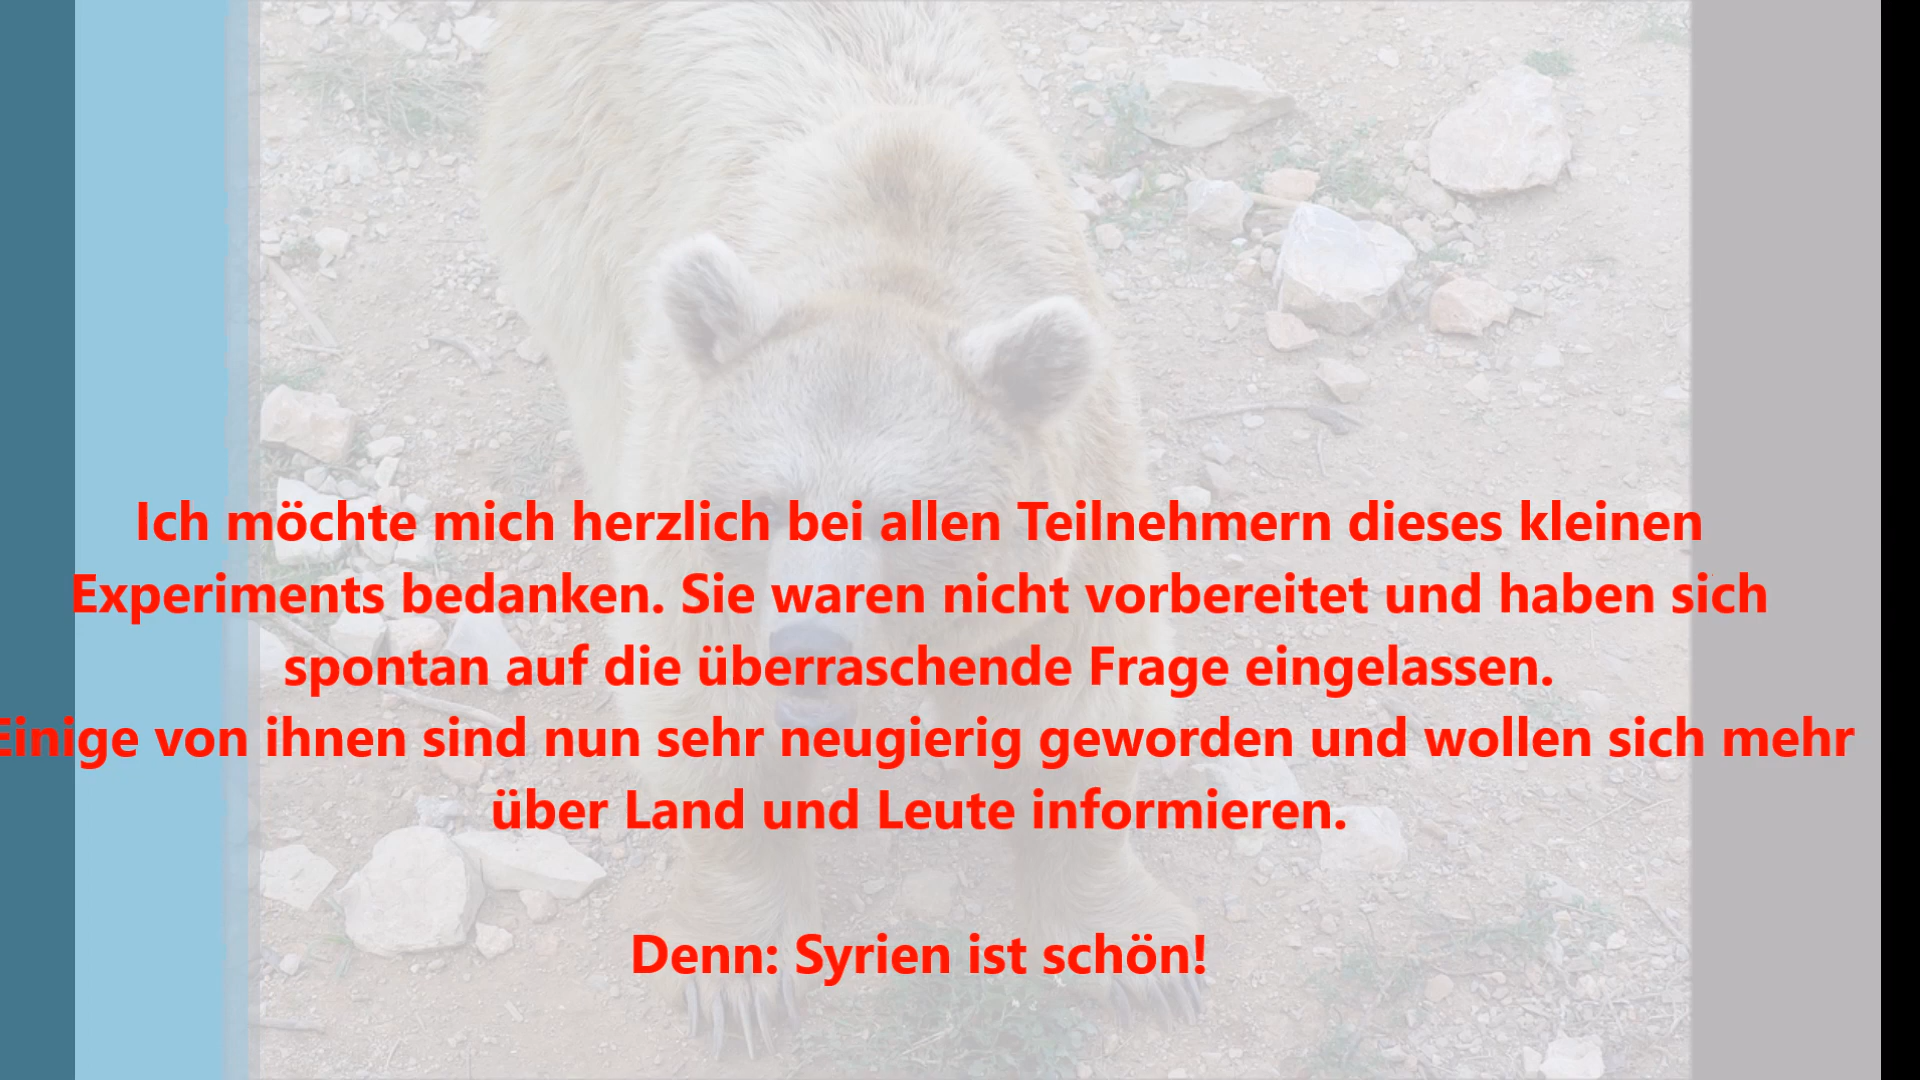 Ich möchte mich herzlich bei allen Teilnehmern dieses kleinen
Experiments bedanken. Sie waren nicht vorbereitet und haben sich
spontan auf die überraschende Frage eingelassen.
Einige von ihnen sind nun sehr neugierig geworden und wollen sich mehr
über Land und Leute informieren.
Denn: Syrien ist schön!